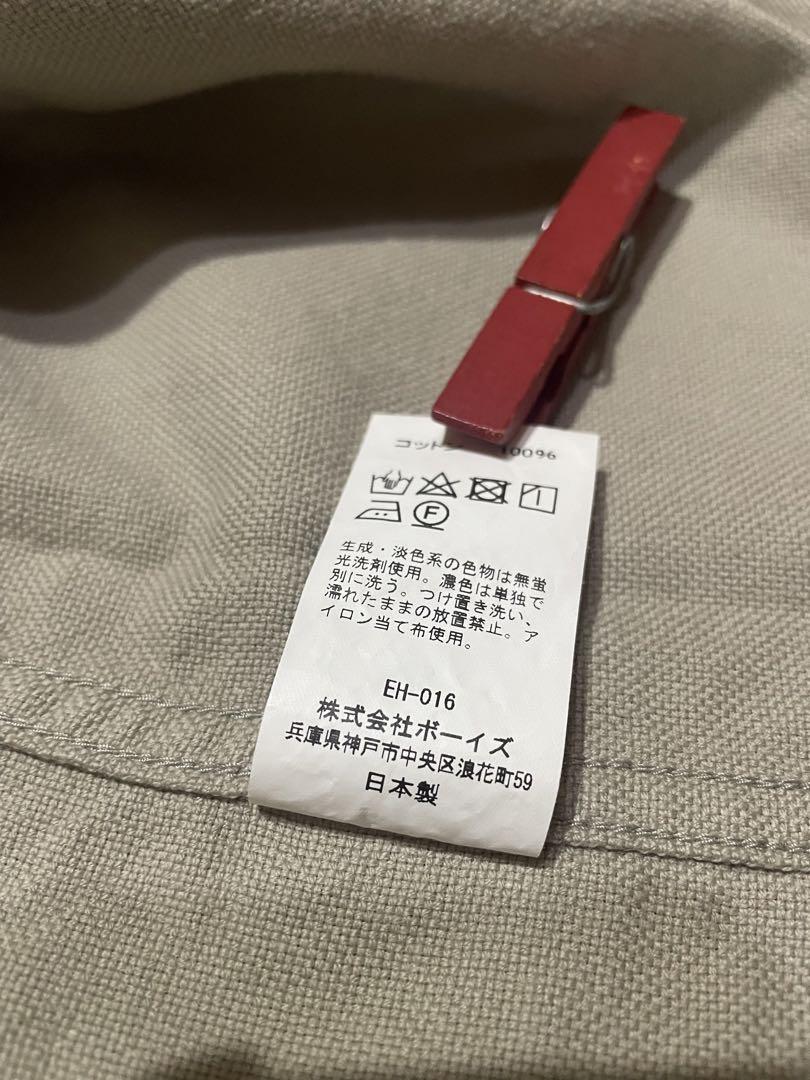 コットン 100%
F
生成・淡色系の色物は無蛍
光洗剤使用。濃色は単独で
別に洗う。つけ置き洗い、
濡れたままの放置禁止。ア
イロン当て布使用。
EH-016
株式会社ボーイズ
兵庫県神戸市中央区浪花町59
日本製